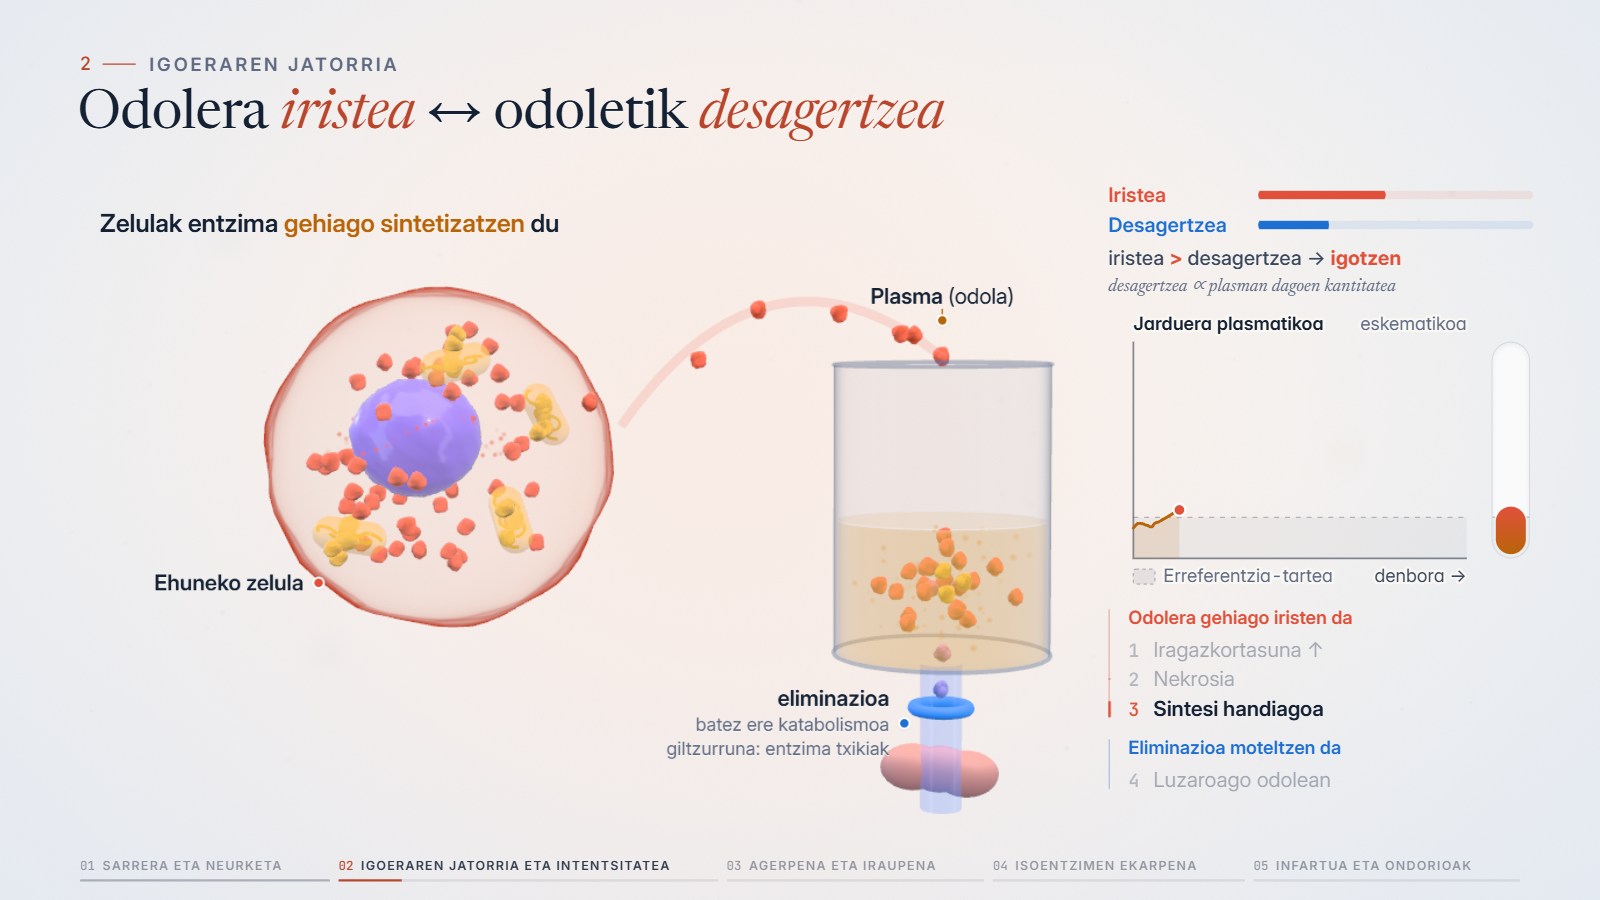 2 — IGOERAREN JATORRIA
Odolera iristea ↔ odoletik desagertzea
Zelulak entzima gehiago sintetizatzen du
Ehuneko zelula
Plasma (odola)
eliminazioa
batez ere katabolismoa
giltzurruna: entzima txikiak
Iristea
Desagertzea
iristea > desagertzea → igotzen
desagertzea ∝ plasman dagoen kantitatea
Jarduera plasmatikoa eskematikoa
Erreferentzia-tartea denbora →
Odolera gehiago iristen da
1 Iragazkortasuna ↑
2 Nekrosia
3 Sintesi handiagoa
Eliminazioa moteltzen da
4 Luzaroago odolean
01 SARRERA ETA NEURKETA
02 IGOERAREN JATORRIA ETA INTENTSITATEA
03 AGERPENA ETA IRAUPENA
04 ISOENTZIMEN EKARPENA
05 INFARTUA ETA ONDORIOAK